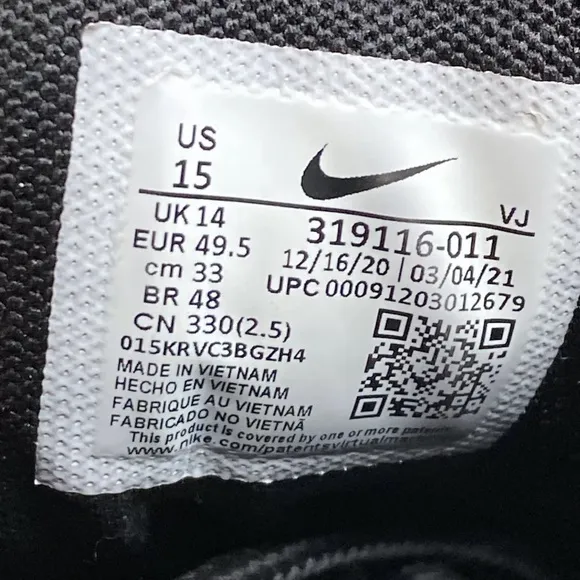 US
15
VJ
UK 14
EUR 49.5
cm 33
BR 48
CN 330(2.5)
319116-011
12/16/20 | 03/04/21
UPC 00091203012679
015KRVC3BGZH4
MADE IN VIETNAM
HECHO EN VIETNAM
FABRIQUE AU VIETNAM
FABRICADO NO VIETNÃ
This product is covered by one or more
www.nike.com/patents